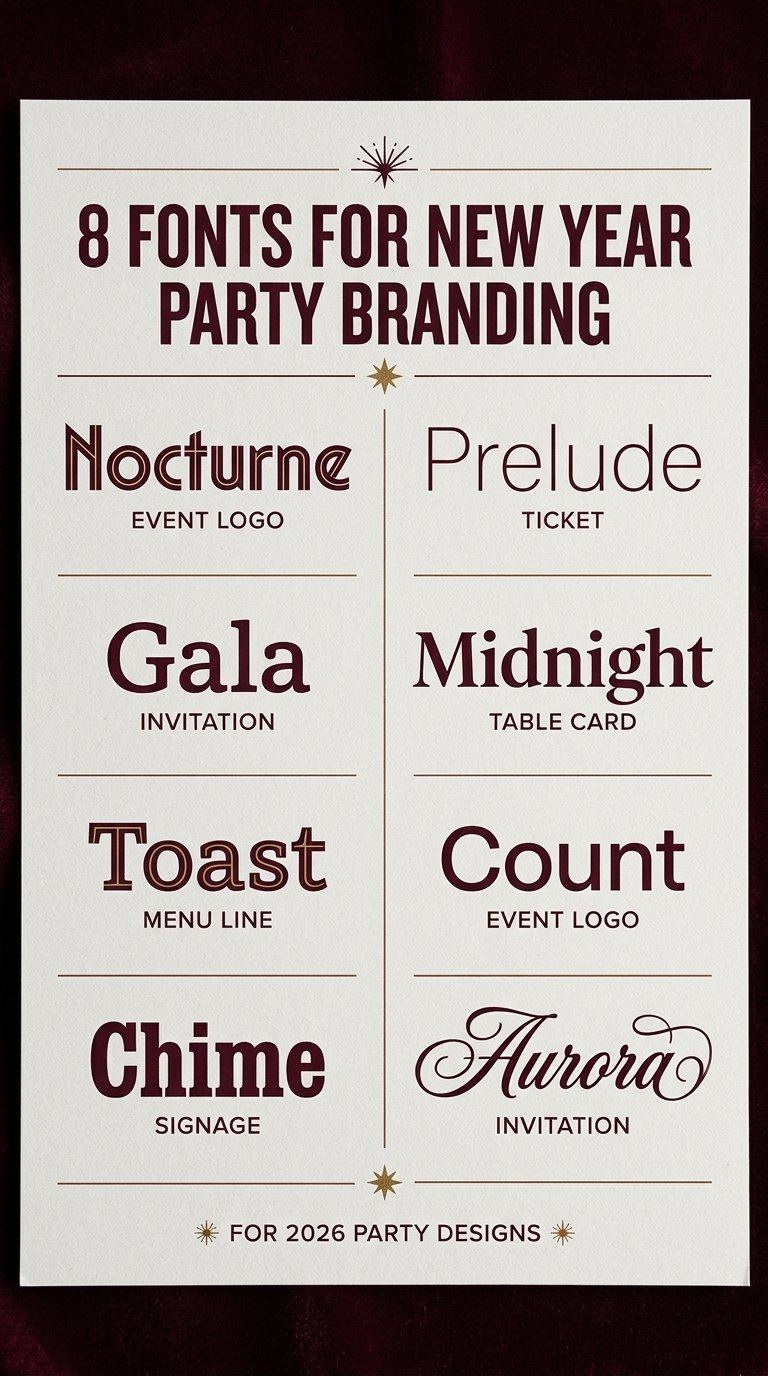 8 FONTS FOR NEW YEAR
PARTY BRANDING
Nocturne
EVENT LOGO
Prelude
TICKET
Gala
INVITATION
Midnight
TABLE CARD
Toast
MENU LINE
Count
EVENT LOGO
Chime
SIGNAGE
Aurora
INVITATION
FOR 2026 PARTY DESIGNS